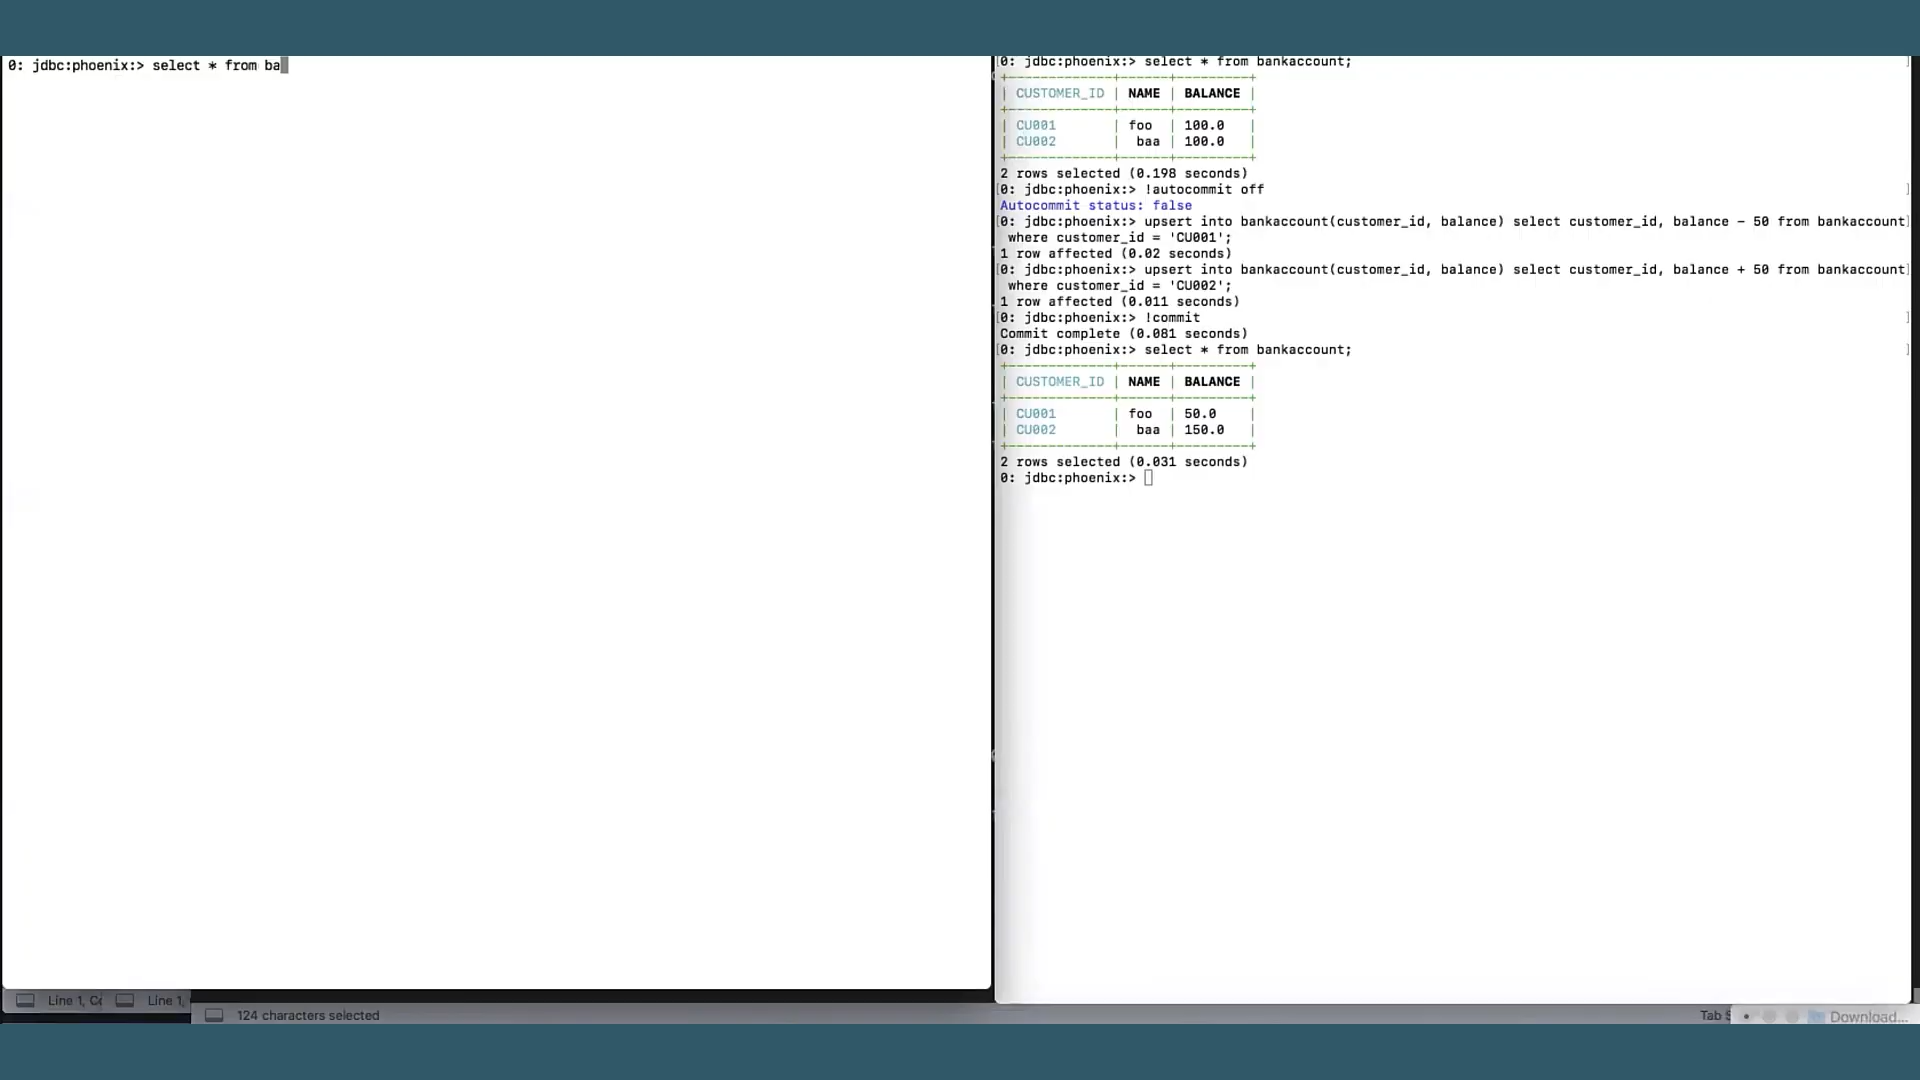 0: jdbc:phoenix:> select * from ba
0: jdbc:phoenix:> select * from bankaccount;
| CUSTOMER_ID | NAME | BALANCE |
| CU001 | foo | 100.0 |
| CU002 | baa | 100.0 |
2 rows selected (0.198 seconds)
0: jdbc:phoenix:> !autocommit off
Autocommit status: false
0: jdbc:phoenix:> upsert into bankaccount(customer_id, balance) select customer_id, balance - 50 from bankaccount
where customer_id = 'CU001';
1 row affected (0.02 seconds)
0: jdbc:phoenix:> upsert into bankaccount(customer_id, balance) select customer_id, balance + 50 from bankaccount
where customer_id = 'CU002';
1 row affected (0.011 seconds)
0: jdbc:phoenix:> !commit
Commit complete (0.081 seconds)
0: jdbc:phoenix:> select * from bankaccount;
| CUSTOMER_ID | NAME | BALANCE |
| CU001 | foo | 50.0 |
| CU002 | baa | 150.0 |
2 rows selected (0.031 seconds)
0: jdbc:phoenix:>
Line 1, Co Line 1,
124 characters selected
Tab S
Download...